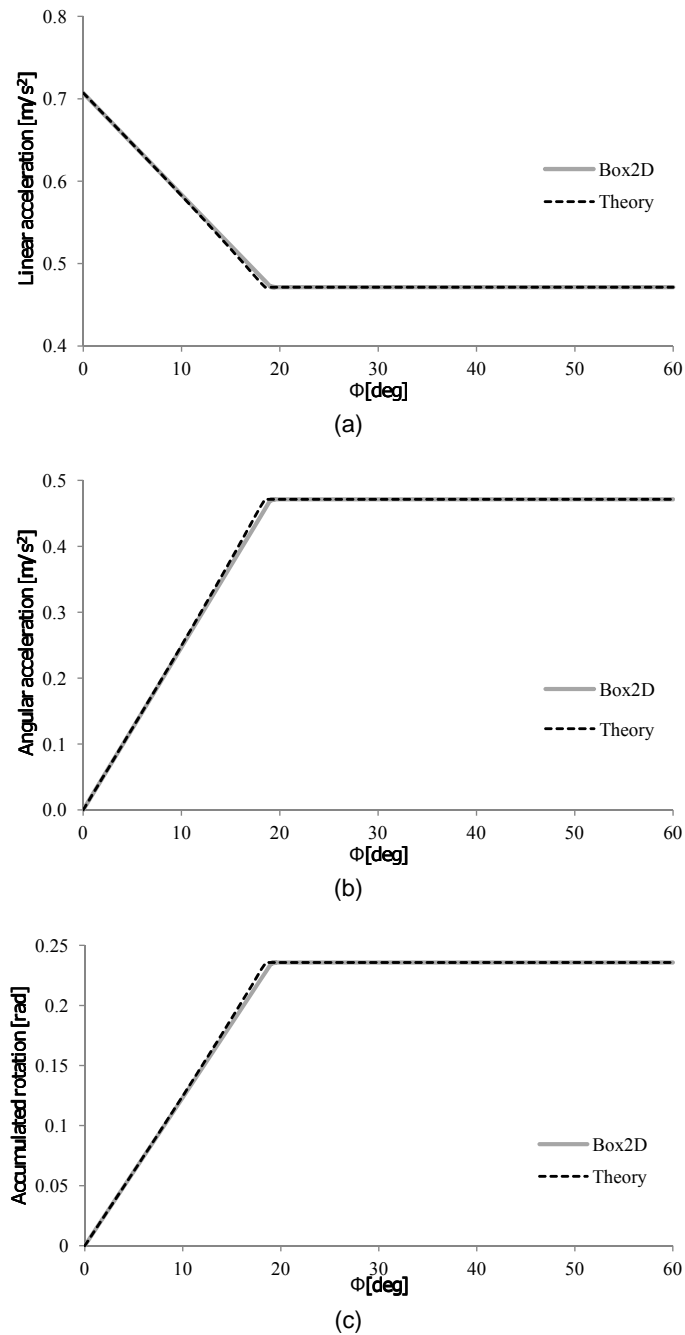 0.8
0.7
0.6
0.5
0.4
Linear acceleration [m/s²]
Box2D
Theory
0 10 20 30 40 50 60
Φ[deg]
(a)
0.5
0.4
0.3
0.2
0.1
0.0
Angular acceleration [m/s²]
Box2D
Theory
0 10 20 30 40 50 60
Φ[deg]
(b)
0.25
0.2
0.15
0.1
0.05
0
Accumulated rotation [rad]
Box2D
Theory
0 10 20 30 40 50 60
Φ[deg]
(c)